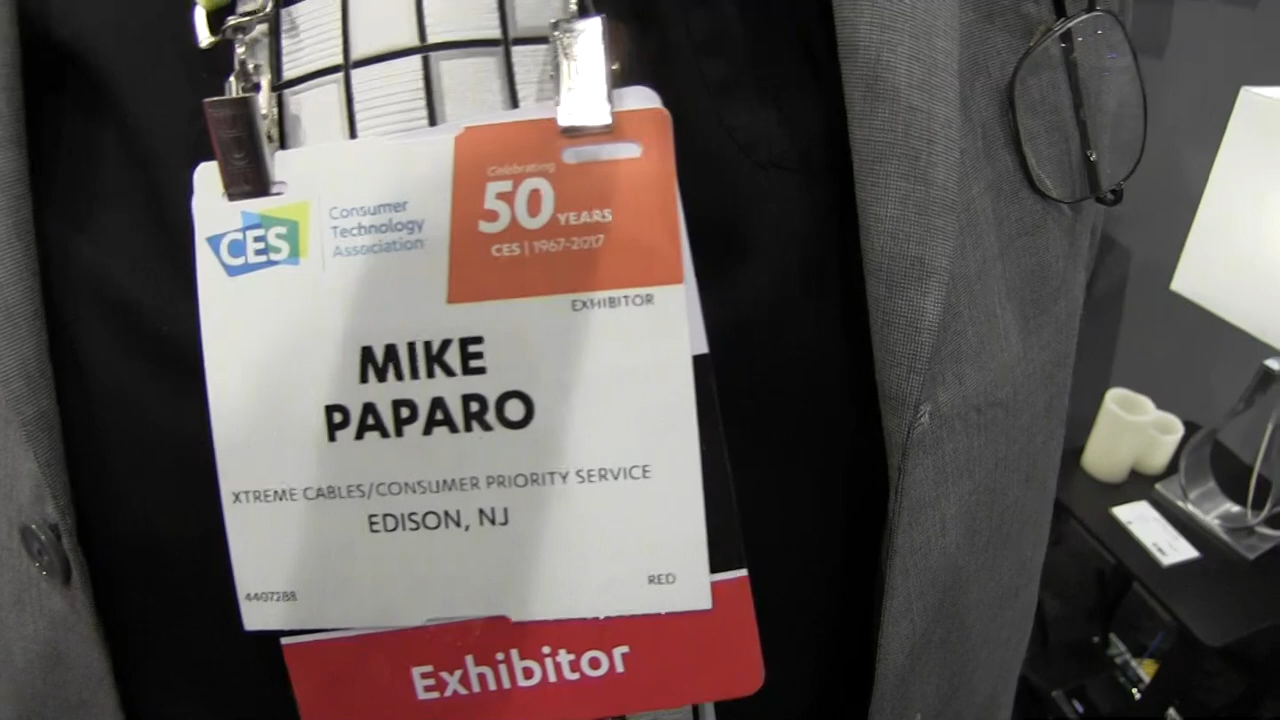 CES
Consumer
Technology
Association
Celebrating
50 YEARS
CES | 1967-2017
EXHIBITOR
MIKE
PAPARO
XTREME CABLES/CONSUMER PRIORITY SERVICE
EDISON, NJ
4407288
RED
Exhibitor